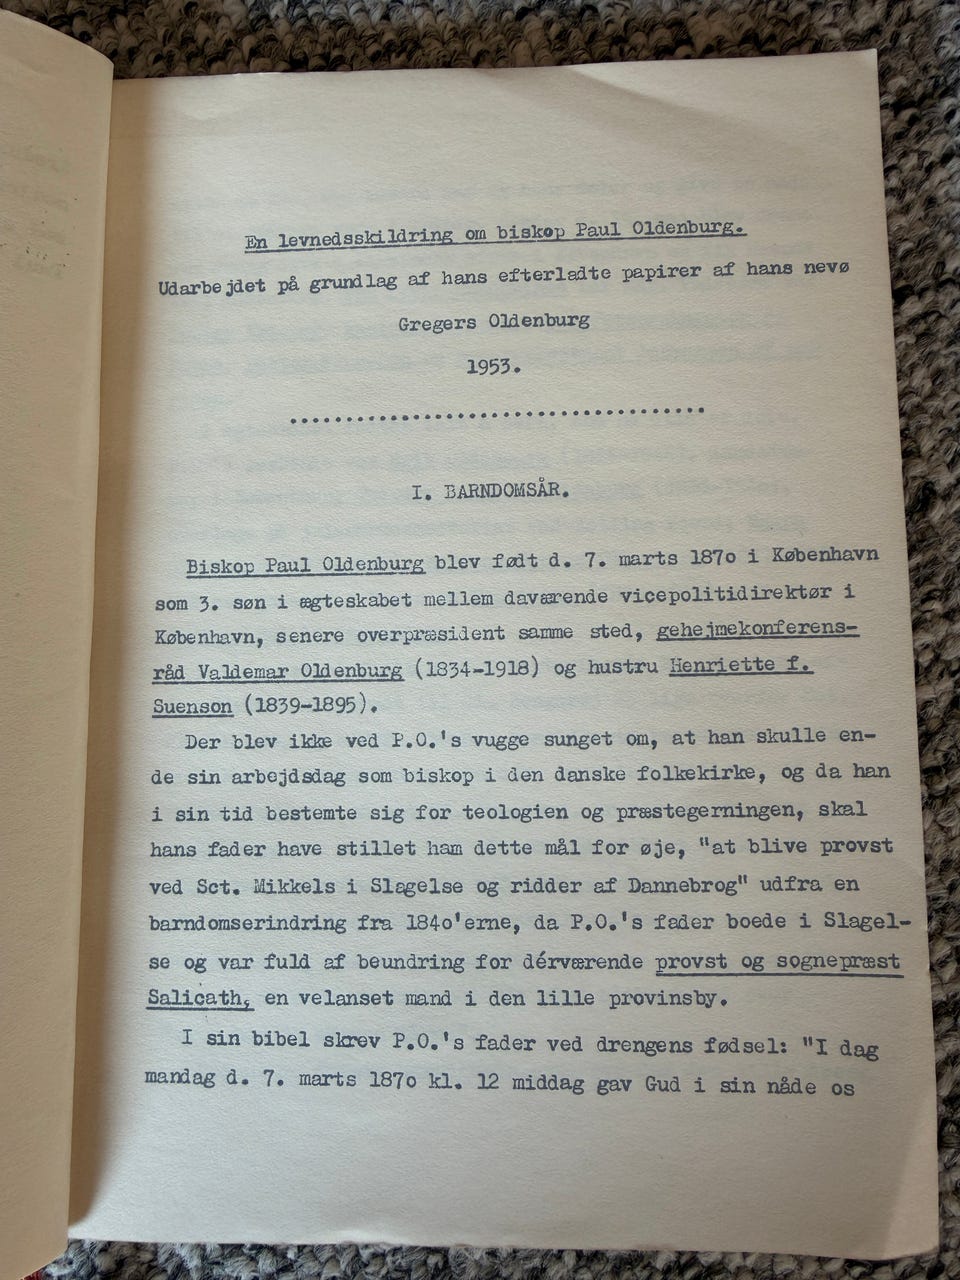 En levnedsskildring om biskop Paul Oldenburg.
Udarbejdet på grundlag af hans efterladte papirer af hans nevø
Gregers Oldenburg
1953.
..................................
I. BARNDOMSÅR.
Biskop Paul Oldenburg blev født d. 7. marts 187o i København
som 3. søn i ægteskabet mellem daværende vicepolitidirektør i
København, senere overpræsident samme sted, gehejmekonferens-
råd Valdemar Oldenburg (1834-1918) og hustru Henriette f.
Suenson (1839-1895).
Der blev ikke ved P.O.'s vugge sunget om, at han skulle en-
de sin arbejdsdag som biskop i den danske folkekirke, og da han
i sin tid bestemte sig for teologien og præstegerningen, skal
hans fader have stillet ham dette mål for øje, "at blive provst
ved Sct. Mikkels i Slagelse og ridder af Dannebrog" udfra en
barndomserindring fra 184o'erne, da P.O.'s fader boede i Slagel-
se og var fuld af beundring for dérværende provst og sognepræst
Salicath, en velanset mand i den lille provinsby.
I sin bibel skrev P.O.'s fader ved drengens fødsel: "I dag
mandag d. 7. marts 187o kl. 12 middag gav Gud i sin nåde os